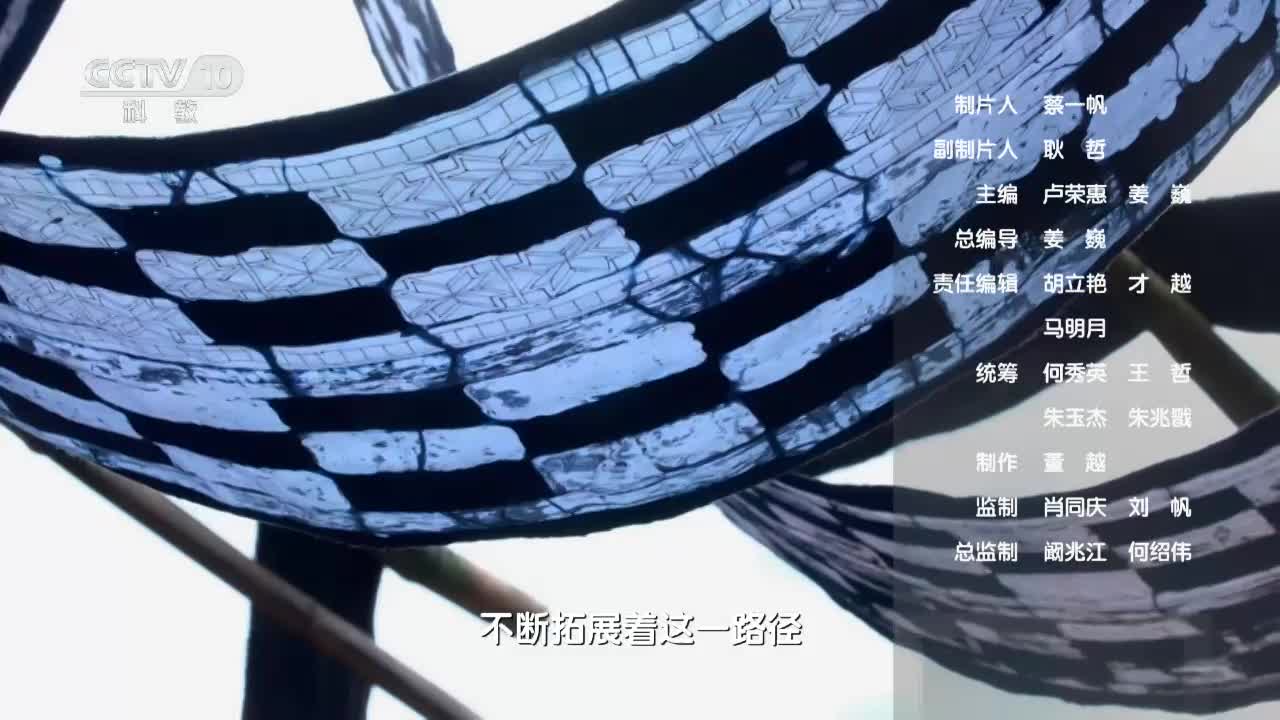 CCTV 10
科教
制片人 蔡一帆
副制片人 耿 哲
主编 卢荣惠 姜 巍
总编导 姜 巍
责任编辑 胡立艳 才 越
马明月
统筹 何秀英 王 哲
朱玉杰 朱兆戬
制作 董 越
监制 肖同庆 刘 帆
总监制 阚兆江 何绍伟
不断拓展着这一路径